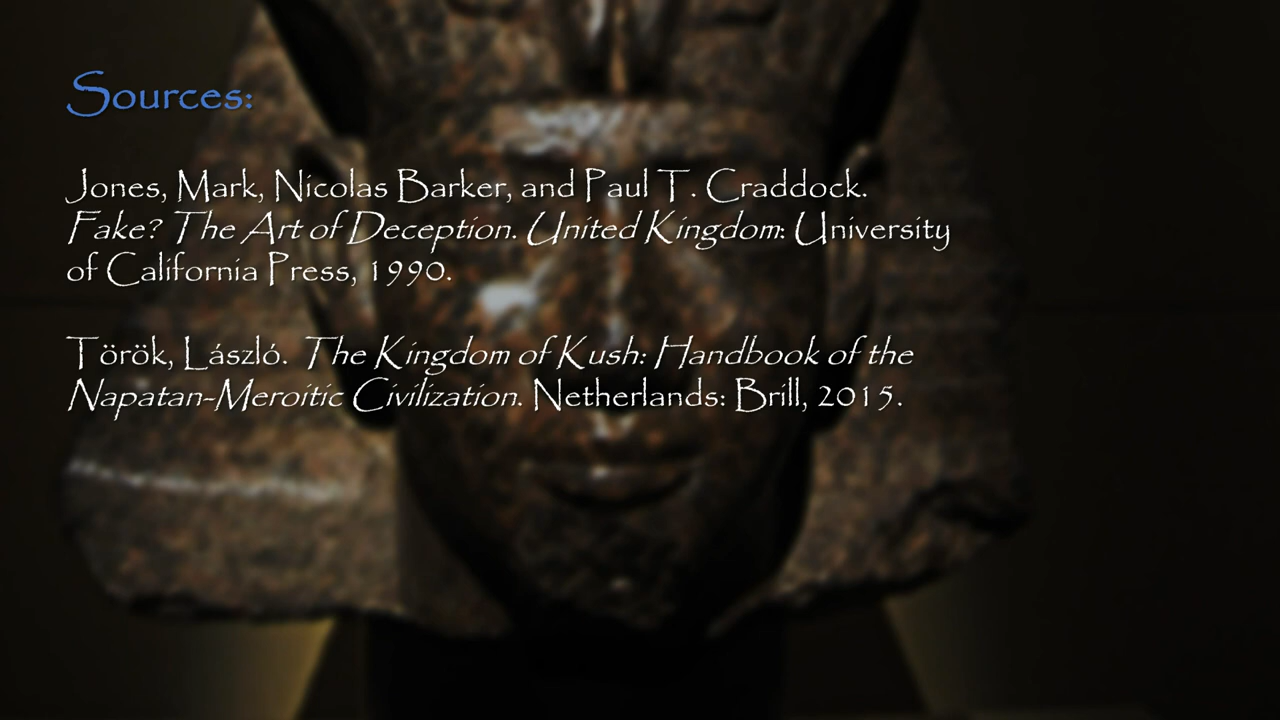 Sources:
Jones, Mark, Nicolas Barker, and Paul T. Craddock.
Fake? The Art of Deception. United Kingdom: University
of California Press, 1990.
Török, László. The Kingdom of Kush: Handbook of the
Napatan-Meroitic Civilization. Netherlands: Brill, 2015.